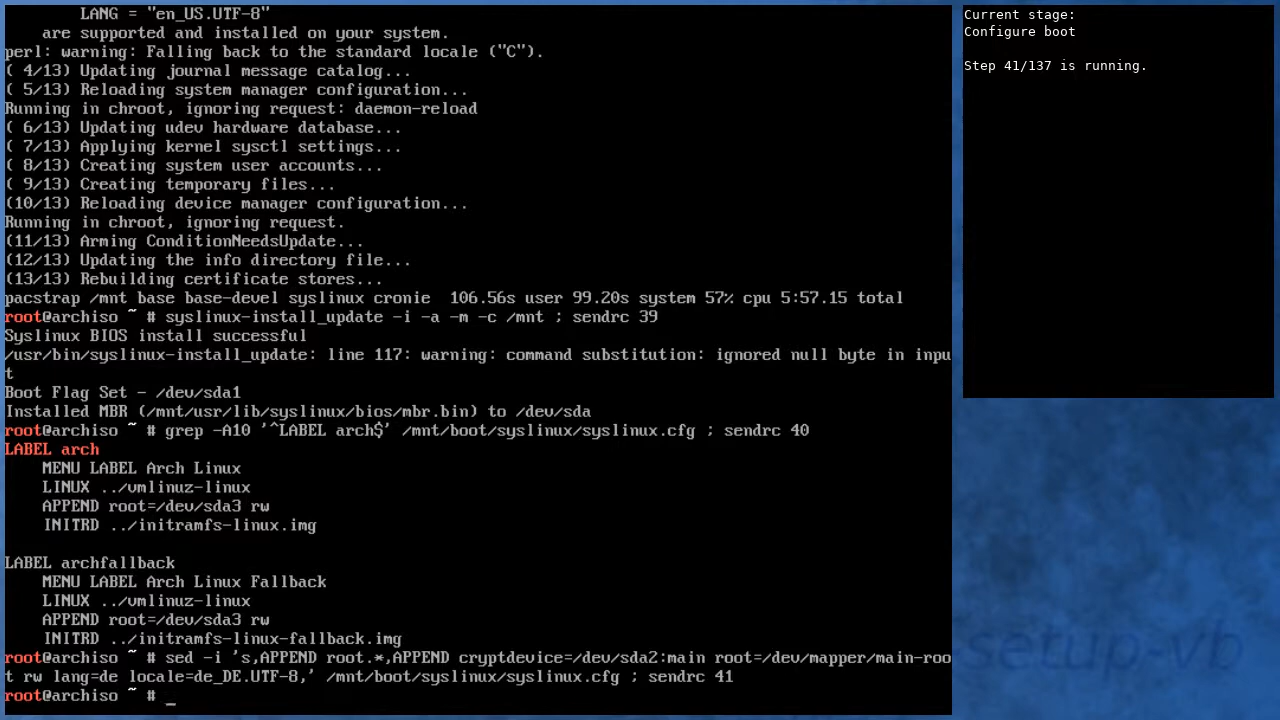 LANG = "en_US.UTF-8"
    are supported and installed on your system.
perl: warning: Falling back to the standard locale ("C").
( 4/13) Updating journal message catalog...
( 5/13) Reloading system manager configuration...
Running in chroot, ignoring request: daemon-reload
( 6/13) Updating udev hardware database...
( 7/13) Applying kernel sysctl settings...
( 8/13) Creating system user accounts...
( 9/13) Creating temporary files...
(10/13) Reloading device manager configuration...
Running in chroot, ignoring request.
(11/13) Arming ConditionNeedsUpdate...
(12/13) Updating the info directory file...
(13/13) Rebuilding certificate stores...
pacstrap /mnt base base-devel syslinux cronie  106.56s user 99.20s system 57% cpu 5:57.15 total
root@archiso ~ # syslinux-install_update -i -a -m -c /mnt ; sendrc 39
Syslinux BIOS install successful
/usr/bin/syslinux-install_update: line 117: warning: command substitution: ignored null byte in inpu
t
Boot Flag Set - /dev/sda1
Installed MBR (/mnt/usr/lib/syslinux/bios/mbr.bin) to /dev/sda
root@archiso ~ # grep -A10 '^LABEL arch$' /mnt/boot/syslinux/syslinux.cfg ; sendrc 40
LABEL arch
    MENU LABEL Arch Linux
    LINUX ../vmlinuz-linux
    APPEND root=/dev/sda3 rw
    INITRD ../initramfs-linux.img

LABEL archfallback
    MENU LABEL Arch Linux Fallback
    LINUX ../vmlinuz-linux
    APPEND root=/dev/sda3 rw
    INITRD ../initramfs-linux-fallback.img
root@archiso ~ # sed -i 's,APPEND root.*,APPEND cryptdevice=/dev/sda2:main root=/dev/mapper/main-roo
t rw lang=de locale=de_DE.UTF-8,' /mnt/boot/syslinux/syslinux.cfg ; sendrc 41
root@archiso ~ # _
Current stage:
Configure boot
Step 41/137 is running.
setup-vb